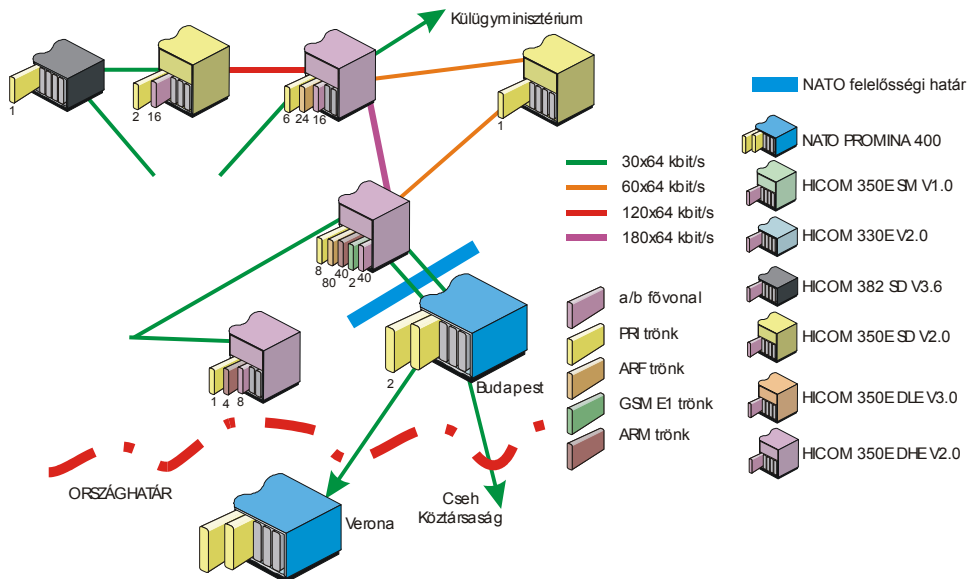 Külügyminisztérium
1
2 16
6 24 16
1
NATO felelősségi határ
NATO PROMINA 400
HICOM 350E SM V1.0
HICOM 330E V2.0
HICOM 382 SD V3.6
HICOM 350E SD V2.0
HICOM 350E DLE V3.0
HICOM 350E DHE V2.0
30x64 kbit/s
60x64 kbit/s
120x64 kbit/s
180x64 kbit/s
8 80 40 2 40
a/b fővonal
PRI trönk
ARF trönk
GSM E1 trönk
ARM trönk
1 4 8
2
Budapest
ORSZÁGHATÁR
Verona
Cseh
Köztársaság